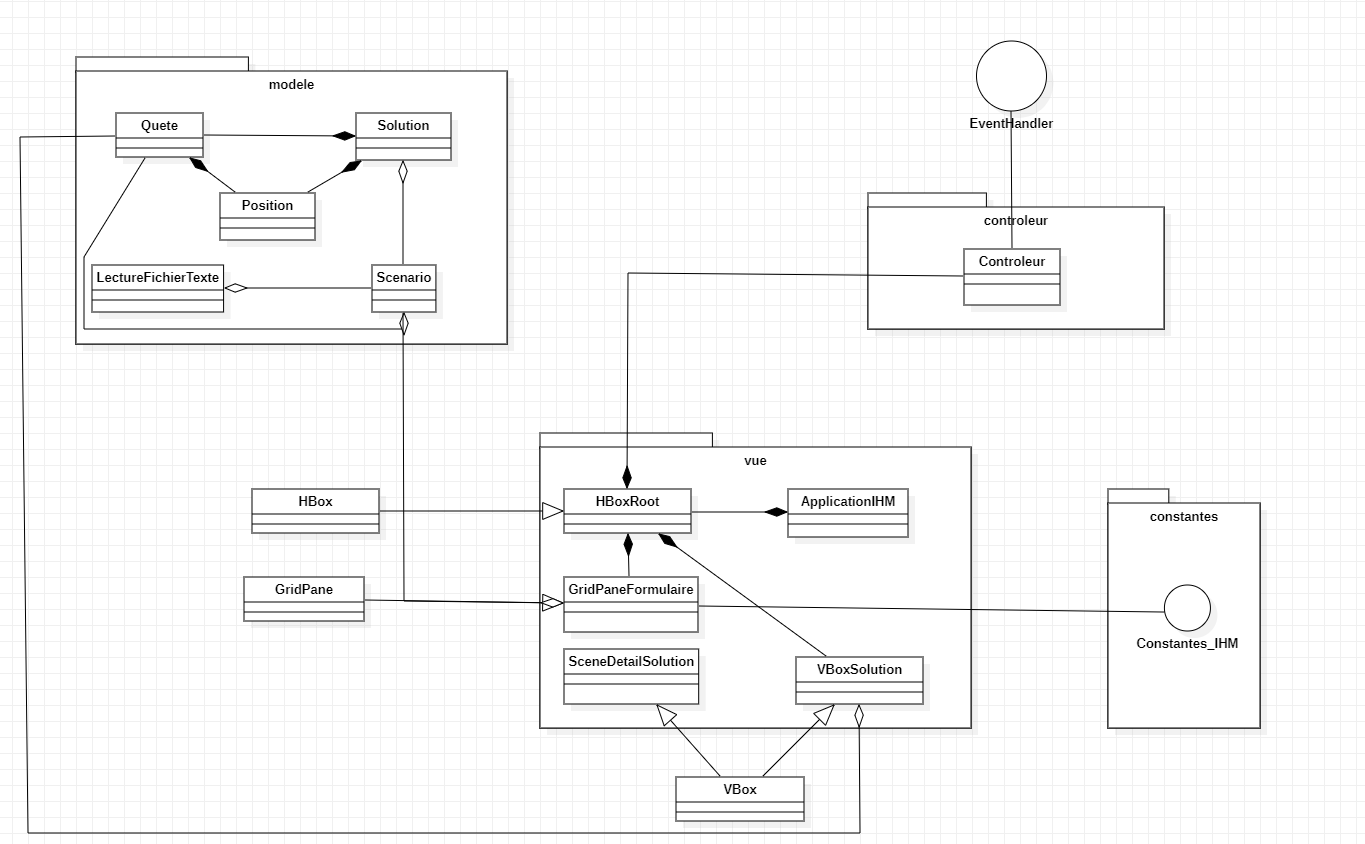 modele
Quete
Solution
Position
LectureFichierTexte
Scenario
EventHandler
controleur
Controleur
vue
HBox
HBoxRoot
ApplicationIHM
GridPane
GridPaneFormulaire
SceneDetailSolution
VBoxSolution
VBox
constantes
Constantes_IHM